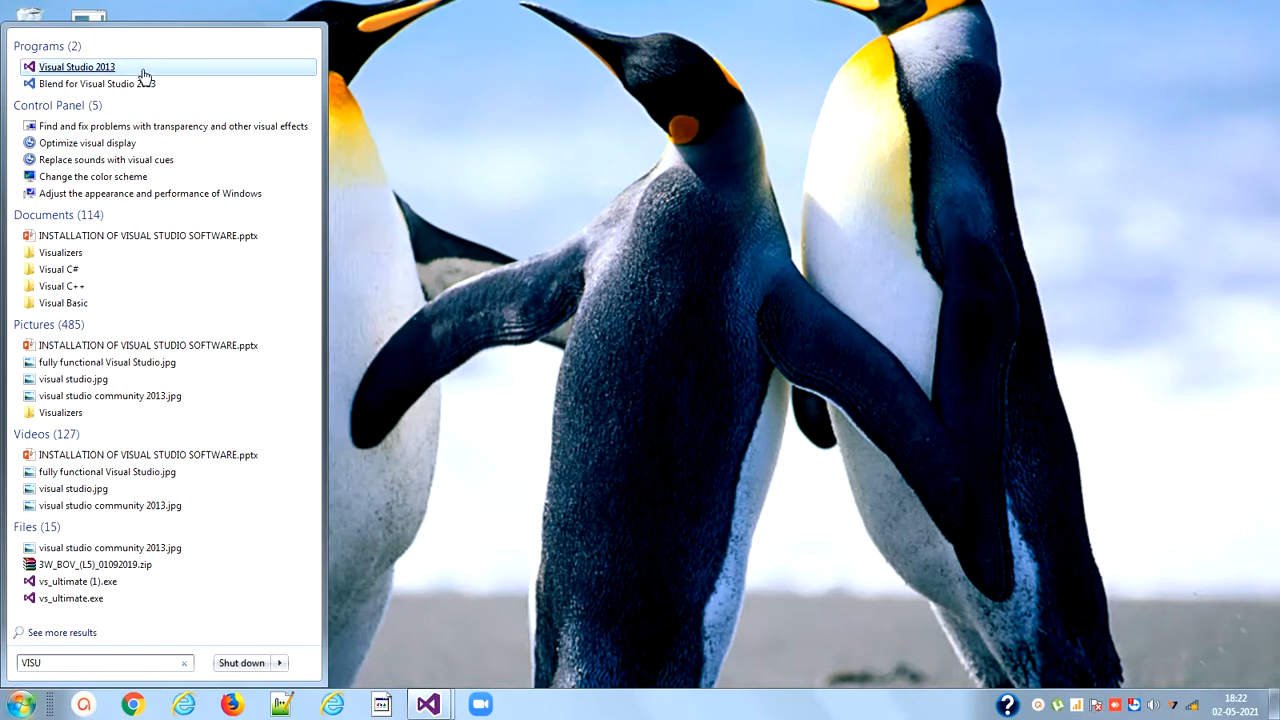 Programs (2)
Visual Studio 2013
Blend for Visual Studio 2013
Control Panel (5)
Find and fix problems with transparency and other visual effects
Optimize visual display
Replace sounds with visual cues
Change the color scheme
Adjust the appearance and performance of Windows
Documents (114)
INSTALLATION OF VISUAL STUDIO SOFTWARE.pptx
Visualizers
Visual C#
Visual C++
Visual Basic
Pictures (485)
INSTALLATION OF VISUAL STUDIO SOFTWARE.pptx
fully functional Visual Studio.jpg
visual studio.jpg
visual studio community 2013.jpg
Visualizers
Videos (127)
INSTALLATION OF VISUAL STUDIO SOFTWARE.pptx
fully functional Visual Studio.jpg
visual studio.jpg
visual studio community 2013.jpg
Files (15)
visual studio community 2013.jpg
3W_BOV_(L5)_01092019.zip
vs_ultimate (1).exe
vs_ultimate.exe
See more results
VISU
Shut down
18:22
02-05-2021